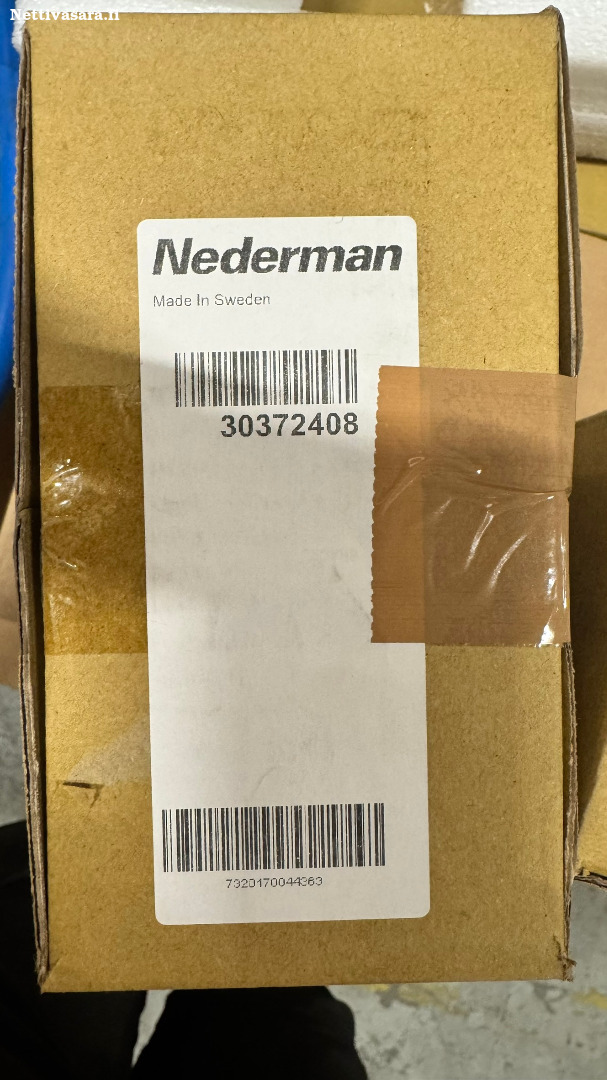 Nettivasara.fi
Nederman
Made In Sweden
30372408
7320170044363